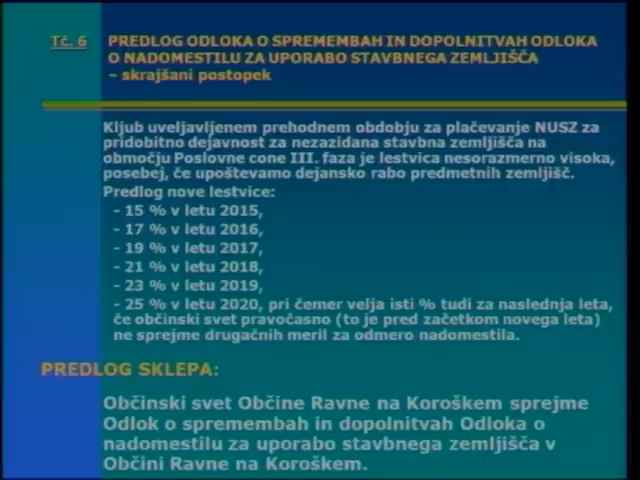 Tč. 6 PREDLOG ODLOKA O SPREMEMBAH IN DOPOLNITVAH ODLOKA
O NADOMESTILU ZA UPORABO STAVBNEGA ZEMLJIŠČA
– skrajšani postopek
Kljub uveljavljenem prehodnem obdobju za plačevanje NUSZ za
pridobitno dejavnost za nezazidana stavbna zemljišča na
območju Poslovne cone III. faza je lestvica nesorazmerno visoka,
posebej, če upoštevamo dejansko rabo predmetnih zemljišč.
Predlog nove lestvice:
- 15 % v letu 2015,
- 17 % v letu 2016,
- 19 % v letu 2017,
- 21 % v letu 2018,
- 23 % v letu 2019,
- 25 % v letu 2020, pri čemer velja isti % tudi za naslednja leta,
če občinski svet pravočasno (to je pred začetkom novega leta)
ne sprejme drugačnih meril za odmero nadomestila.
PREDLOG SKLEPA:
Občinski svet Občine Ravne na Koroškem sprejme
Odlok o spremembah in dopolnitvah Odloka o
nadomestilu za uporabo stavbnega zemljišča v
Občini Ravne na Koroškem.